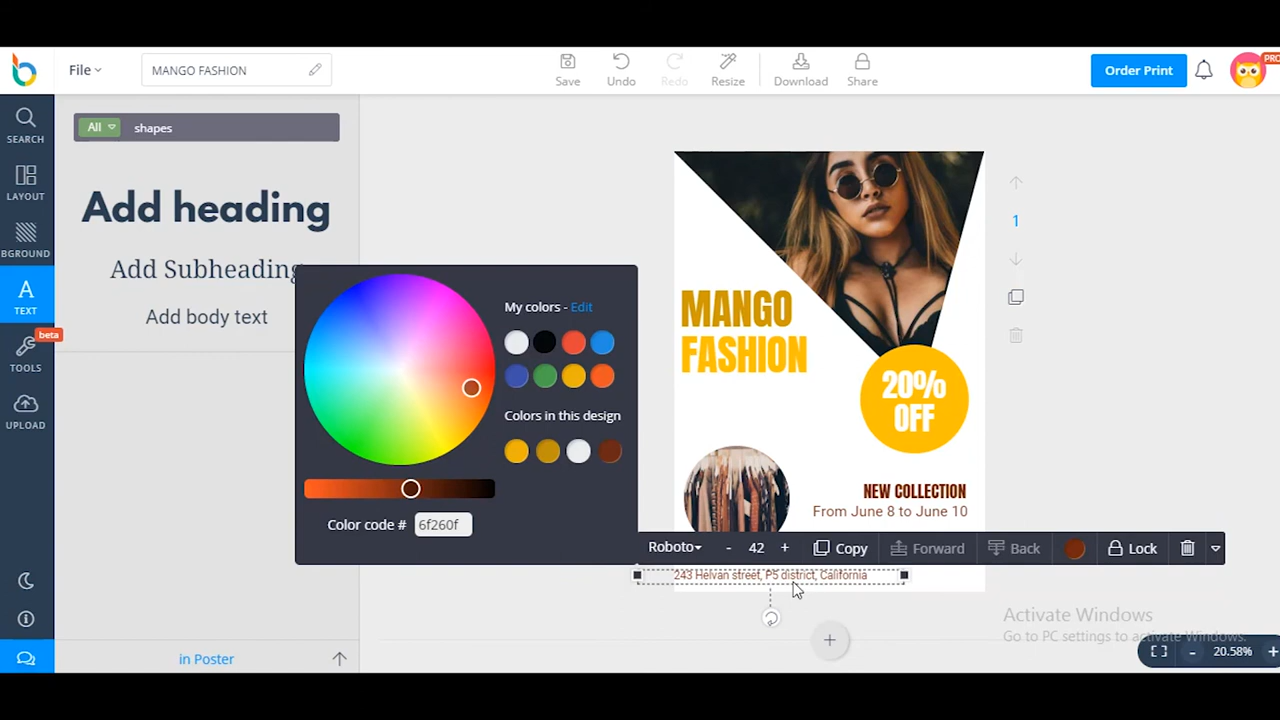 File
MANGO FASHION
Save
Undo
Redo
Resize
Download
Share
Order Print
PRO
SEARCH
LAYOUT
BGROUND
TEXT
beta
TOOLS
UPLOAD
All
shapes
Add heading
Add Subheading
Add body text
My colors - Edit
Colors in this design
Color code # 6f260f
MANGO
FASHION
20%
OFF
NEW COLLECTION
From June 8 to June 10
1
Roboto
- 42 +
Copy
Forward
Back
Lock
243 Helvan street, P5 district, California
Activate Windows
Go to PC settings to activate Windows.
in Poster
+
- 20.58% +